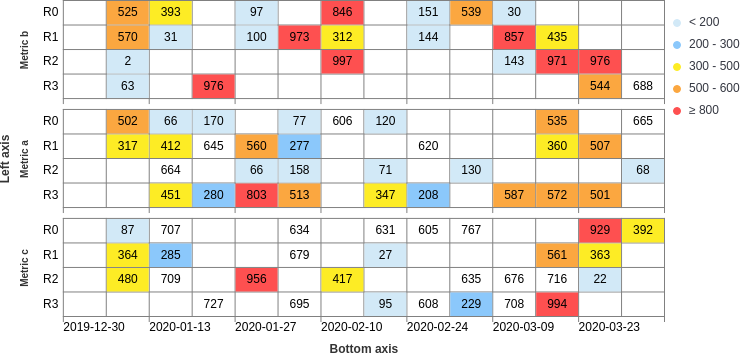 R0 525 393 97 846 151 539 30
R1 570 31 100 973 312 144 857 435
R2 2 997 143 971 976
R3 63 976 544 688
Metric b
R0 502 66 170 77 606 120 535 665
R1 317 412 645 560 277 620 360 507
R2 664 66 158 71 130 68
R3 451 280 803 513 347 208 587 572 501
Metric a
R0 87 707 634 631 605 767 929 392
R1 364 285 679 27 561 363
R2 480 709 956 417 635 676 716 22
R3 727 695 95 608 229 708 994
Metric c
Left axis
2019-12-30 2020-01-13 2020-01-27 2020-02-10 2020-02-24 2020-03-09 2020-03-23
Bottom axis
< 200
200 - 300
300 - 500
500 - 600
≥ 800